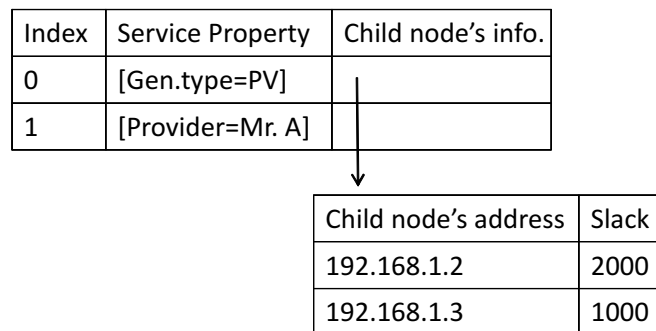 Index Service Property Child node's info.
0 [Gen.type=PV]
1 [Provider=Mr. A]
Child node's address Slack
192.168.1.2 2000
192.168.1.3 1000